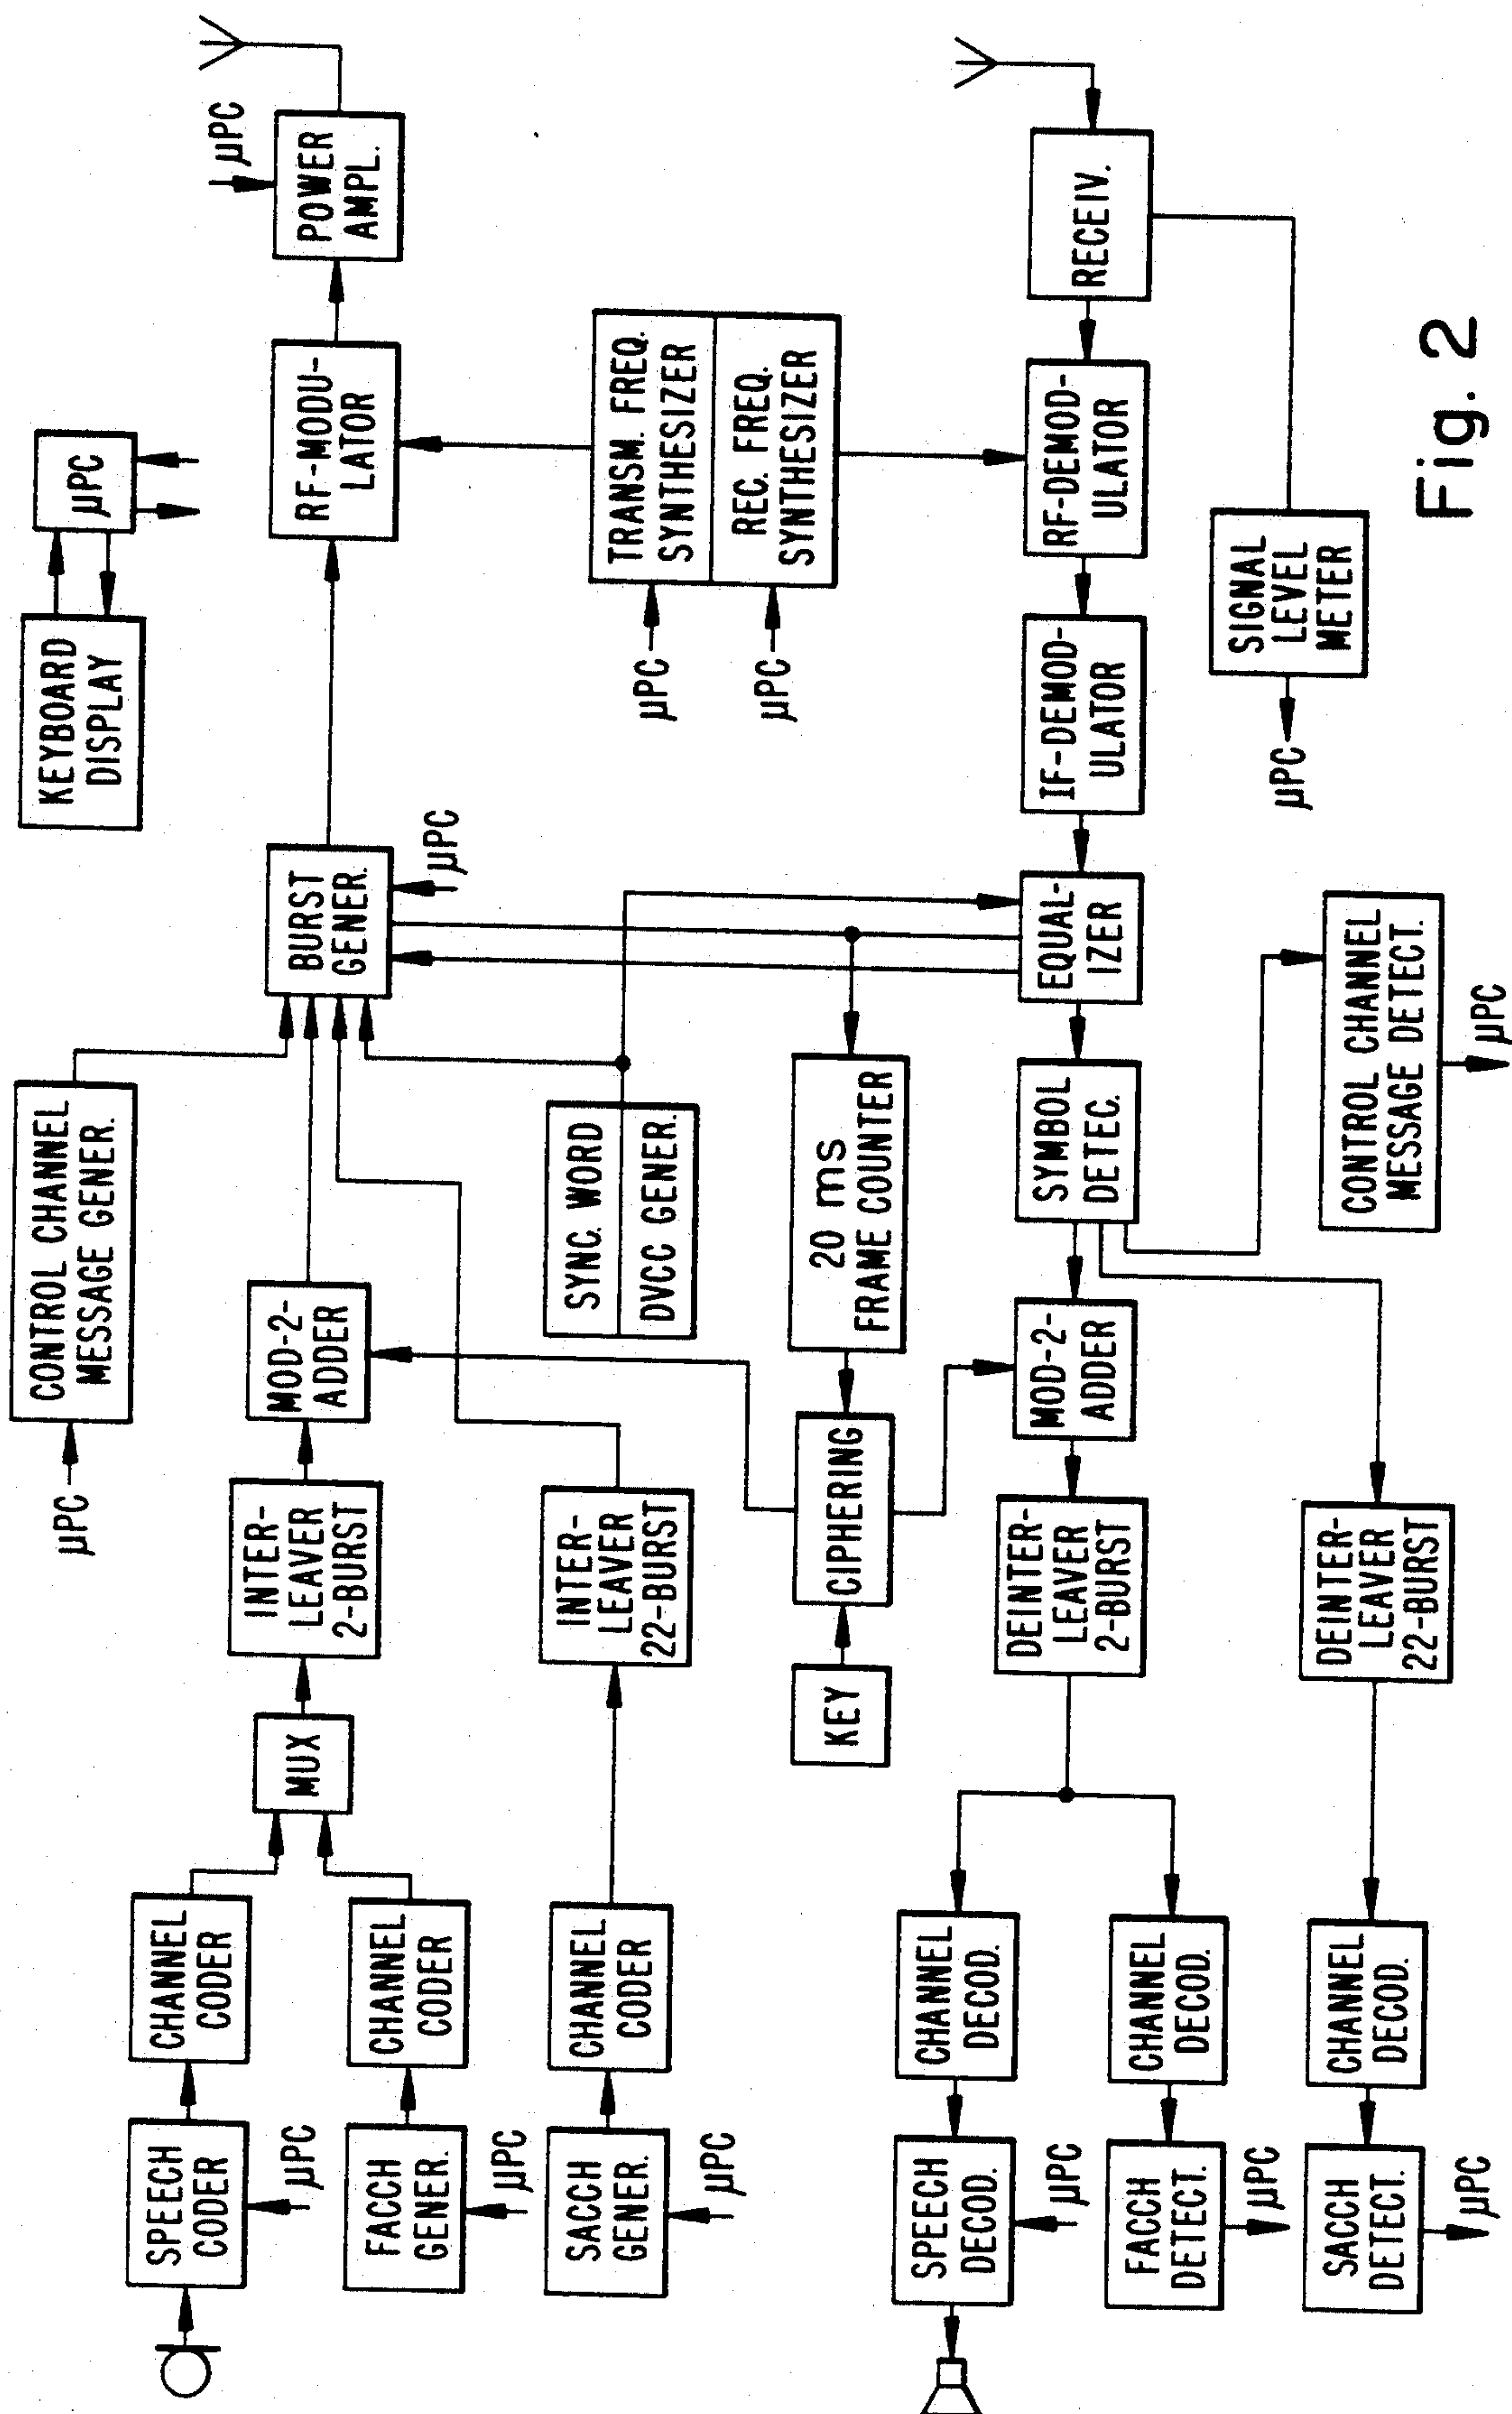 SPEECH
CODER
µPC
CHANNEL
CODER
FACCH
GENER.
µPC
CHANNEL
CODER
MUX
INTER-
LEAVER
2-BURST
MOD-2-
ADDER
SACCH
GENER.
µPC
CHANNEL
CODER
INTER-
LEAVER
22-BURST
µPC
CONTROL CHANNEL
MESSAGE GENER.
SYNC. WORD
DVCC GENER.
BURST
GENER.
µPC
KEYBOARD
DISPLAY
µPC
RF-MODU-
LATOR
POWER
AMPL.
µPC
KEY
CIPHERING
20 ms
FRAME COUNTER
µPC
TRANSM. FREQ.
SYNTHESIZER
µPC
REC. FREQ.
SYNTHESIZER
SPEECH
DECOD.
µPC
CHANNEL
DECOD.
FACCH
DETECT.
µPC
CHANNEL
DECOD.
DEINTER-
LEAVER
2-BURST
MOD-2-
ADDER
SYMBOL
DETEC.
EQUAL-
IZER
IF-DEMOD-
ULATOR
RF-DEMOD-
ULATOR
RECEIV.
SACCH
DETECT.
µPC
CHANNEL
DECOD.
DEINTER-
LEAVER
22-BURST
CONTROL CHANNEL
MESSAGE DETECT.
µPC
µPC
SIGNAL
LEVEL
METER
Fig. 2